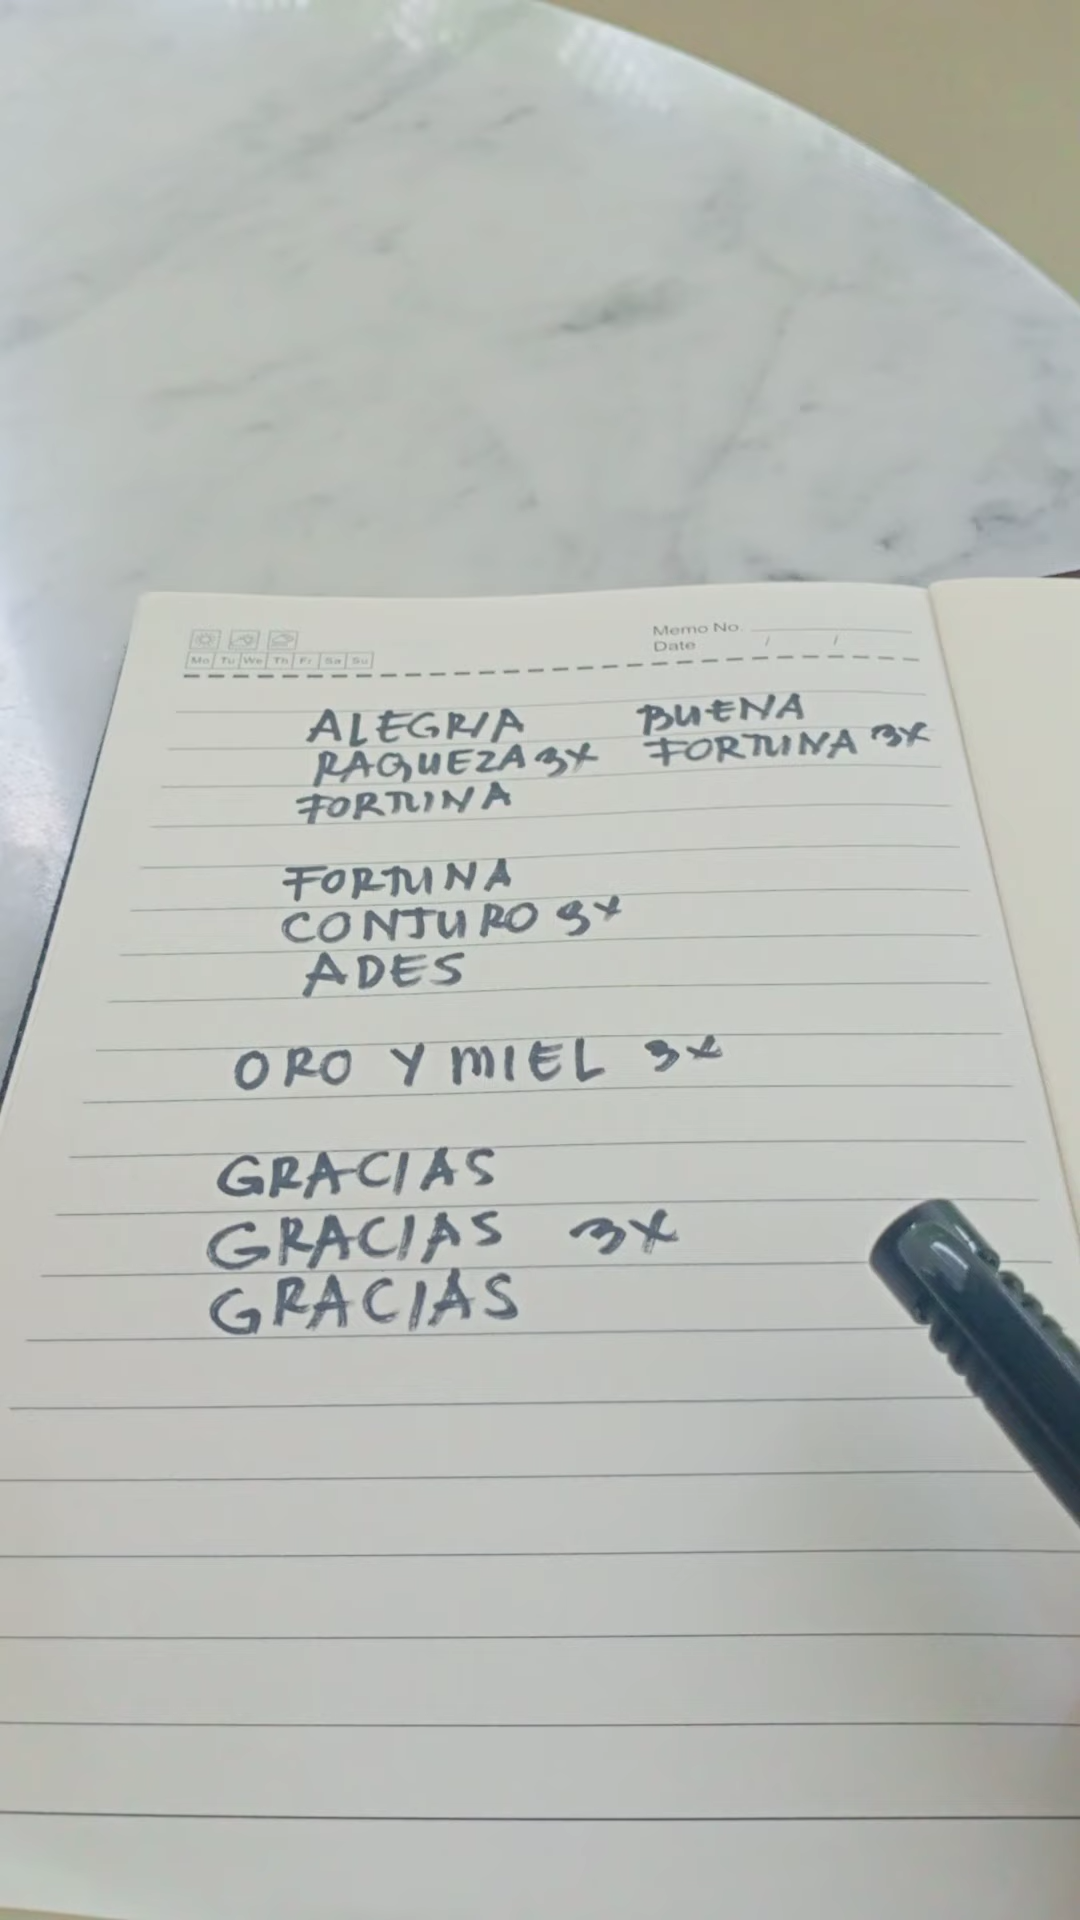 Memo No.
Mo Tu We Th Fr Sa Su
Date / /
ALEGRIA BUENA
RAQUEZA 3X FORTUNA 3X
FORTUNA
FORTUNA
CONJURO 3X
ADES
ORO Y MIEL 3X
GRACIAS
GRACIAS 3X
GRACIAS